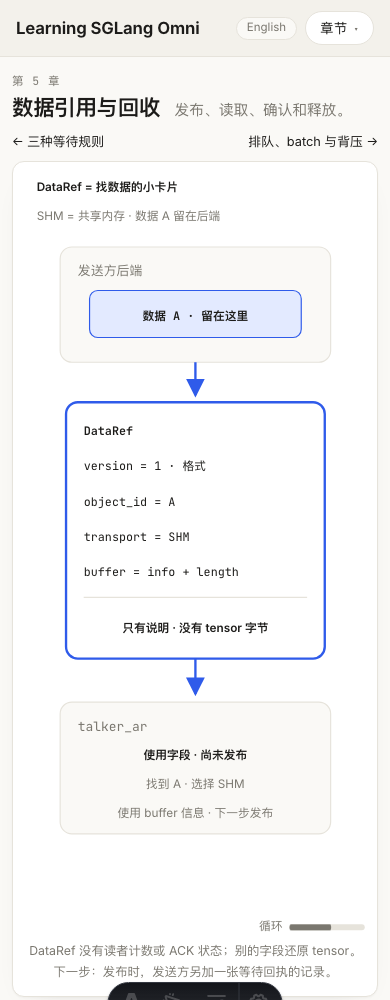 Learning SGLang Omni
English
章节
第 5 章
数据引用与回收 发布、读取、确认和释放。
← 三种等待规则
排队、batch 与背压 →
DataRef = 找数据的小卡片
SHM = 共享内存 · 数据 A 留在后端
发送方后端
数据 A · 留在这里
DataRef
version = 1 · 格式
object_id = A
transport = SHM
buffer = info + length
只有说明 · 没有 tensor 字节
talker_ar
使用字段 · 尚未发布
找到 A · 选择 SHM
使用 buffer 信息 · 下一步发布
循环
DataRef 没有读者计数或 ACK 状态；别的字段还原 tensor。
下一步：发布时，发送方另加一张等待回执的记录。